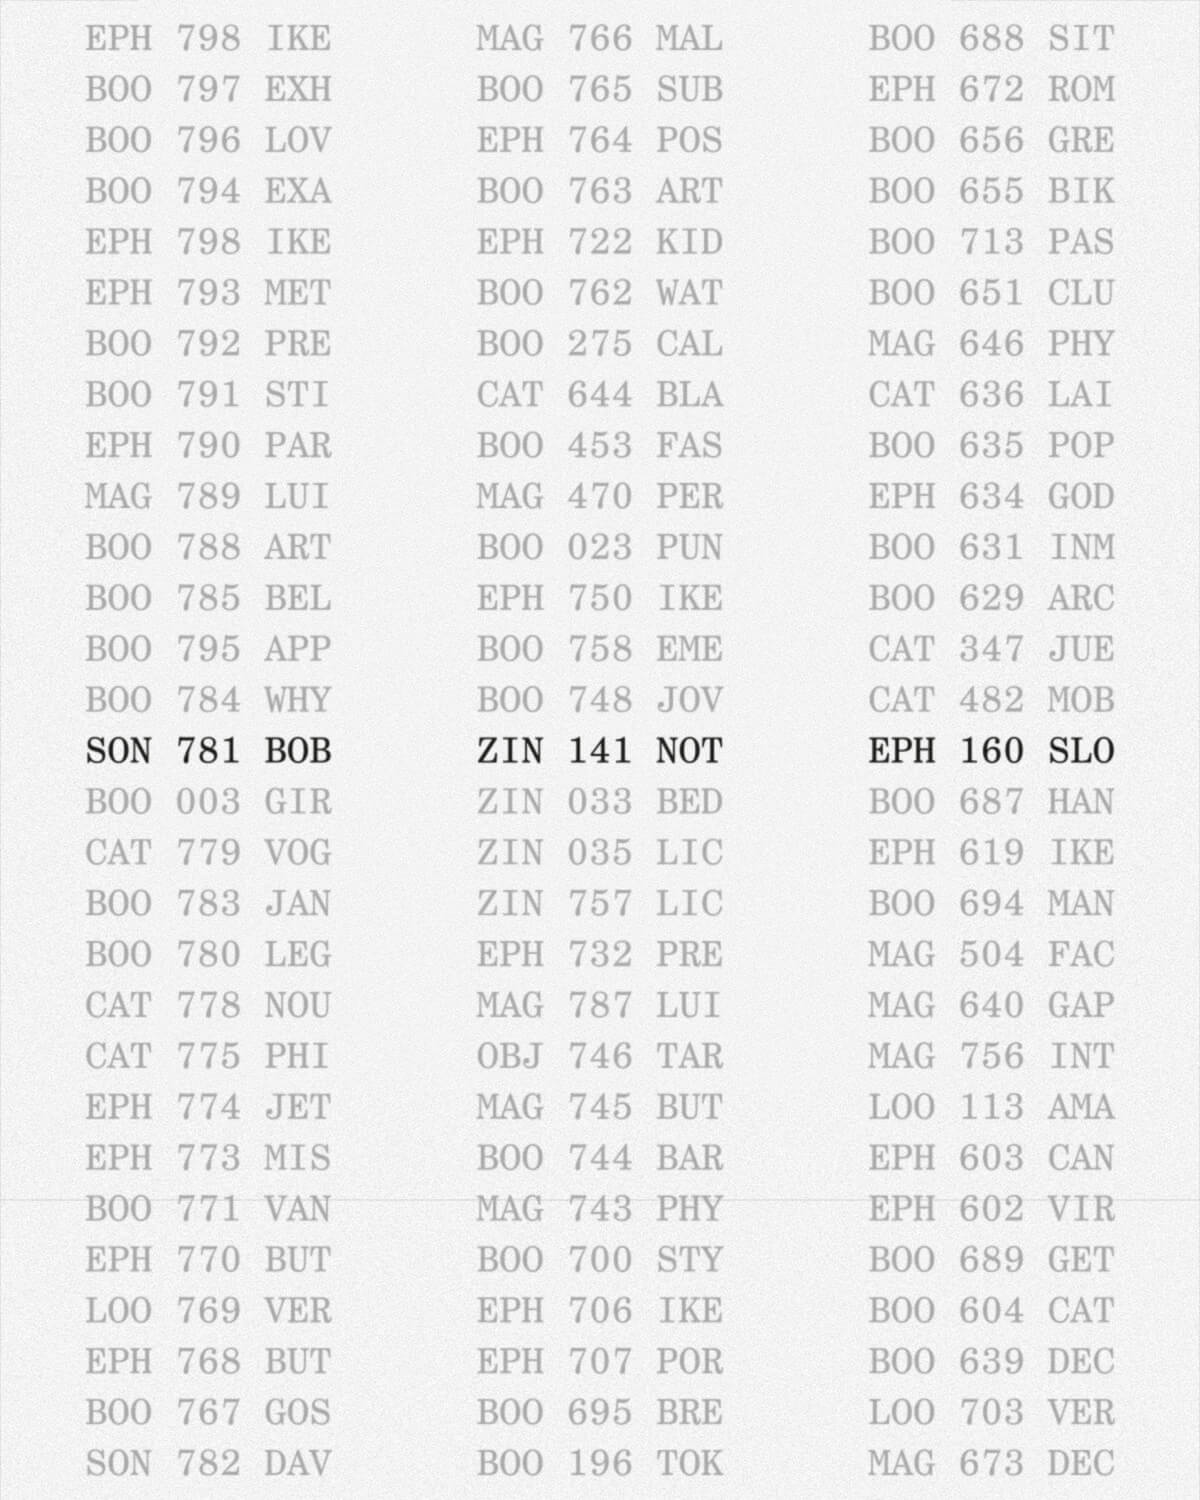 EPH 798 IKE MAG 766 MAL BOO 688 SIT
BOO 797 EXH BOO 765 SUB EPH 672 ROM
BOO 796 LOV EPH 764 POS BOO 656 GRE
BOO 794 EXA BOO 763 ART BOO 655 BIK
EPH 798 IKE EPH 722 KID BOO 713 PAS
EPH 793 MET BOO 762 WAT BOO 651 CLU
BOO 792 PRE BOO 275 CAL MAG 646 PHY
BOO 791 STI CAT 644 BLA CAT 636 LAI
EPH 790 PAR BOO 453 FAS BOO 635 POP
MAG 789 LUI MAG 470 PER EPH 634 GOD
BOO 788 ART BOO 023 PUN BOO 631 INM
BOO 785 BEL EPH 750 IKE BOO 629 ARC
BOO 795 APP BOO 758 EME CAT 347 JUE
BOO 784 WHY BOO 748 JOV CAT 482 MOB
SON 781 BOB ZIN 141 NOT EPH 160 SLO
BOO 003 GIR ZIN 033 BED BOO 687 HAN
CAT 779 VOG ZIN 035 LIC EPH 619 IKE
BOO 783 JAN ZIN 757 LIC BOO 694 MAN
BOO 780 LEG EPH 732 PRE MAG 504 FAC
CAT 778 NOU MAG 787 LUI MAG 640 GAP
CAT 775 PHI OBJ 746 TAR MAG 756 INT
EPH 774 JET MAG 745 BUT LOO 113 AMA
EPH 773 MIS BOO 744 BAR EPH 603 CAN
BOO 771 VAN MAG 743 PHY EPH 602 VIR
EPH 770 BUT BOO 700 STY BOO 689 GET
LOO 769 VER EPH 706 IKE BOO 604 CAT
EPH 768 BUT EPH 707 POR BOO 639 DEC
BOO 767 GOS BOO 695 BRE LOO 703 VER
SON 782 DAV BOO 196 TOK MAG 673 DEC